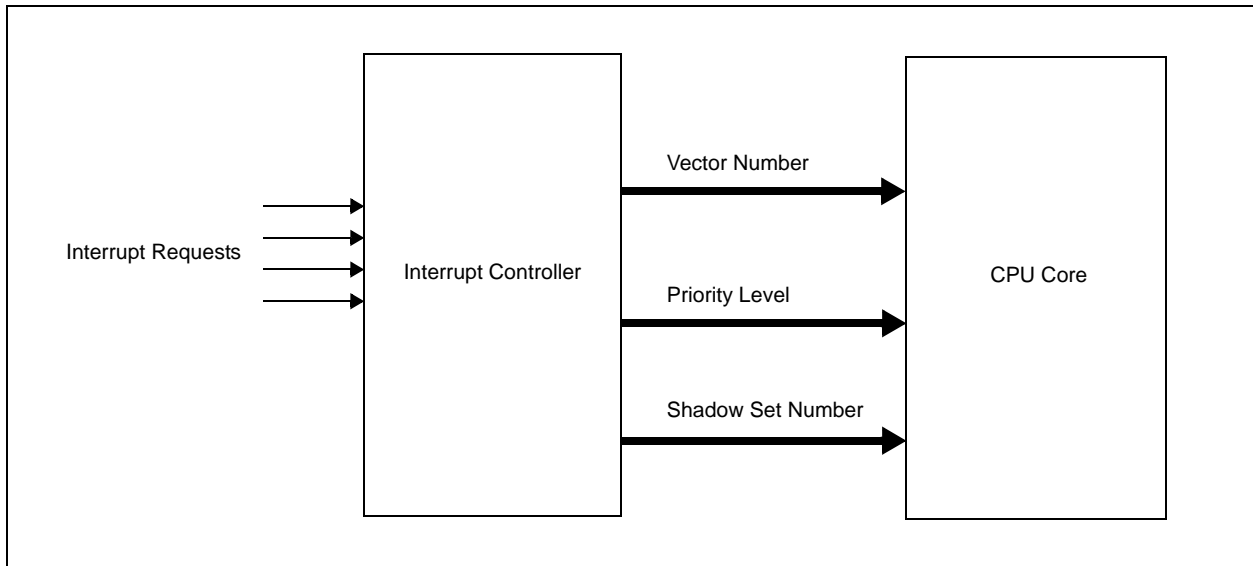 Interrupt Requests
Interrupt Controller
Vector Number
Priority Level
Shadow Set Number
CPU Core